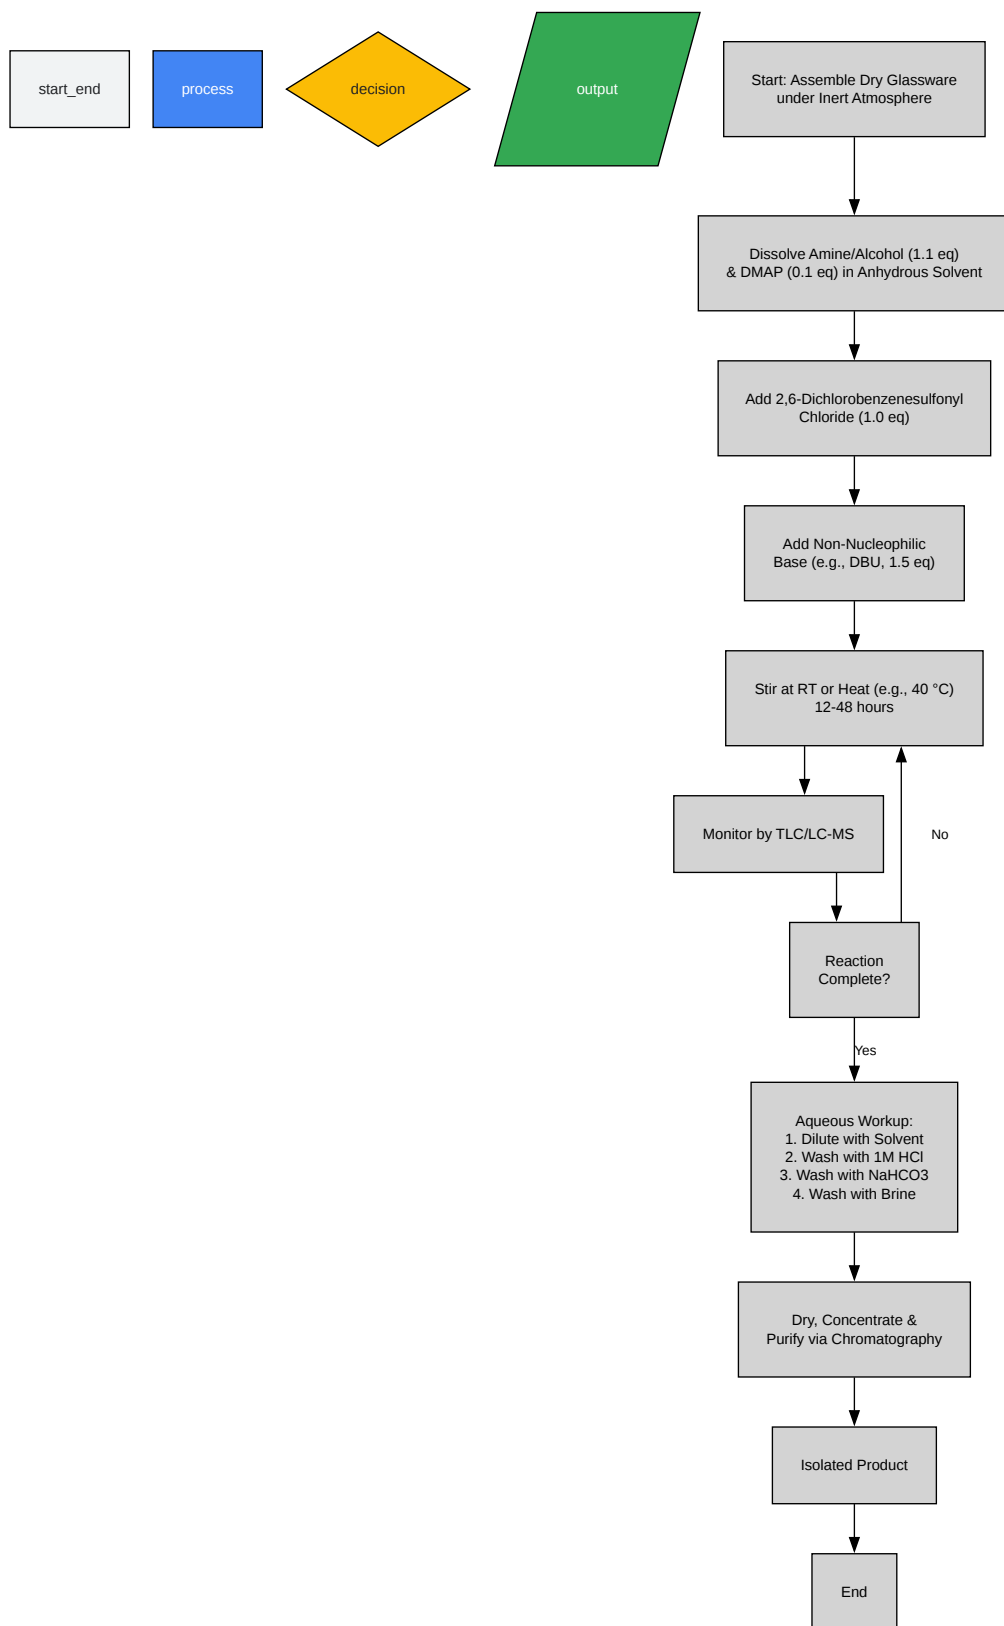 start_end
process
decision
output
Start: Assemble Dry Glassware
under Inert Atmosphere
Dissolve Amine/Alcohol (1.1 eq)
& DMAP (0.1 eq) in Anhydrous Solvent
Add 2,6-Dichlorobenzenesulfonyl
Chloride (1.0 eq)
Add Non-Nucleophilic
Base (e.g., DBU, 1.5 eq)
Stir at RT or Heat (e.g., 40 °C)
12-48 hours
Monitor by TLC/LC-MS
No
Reaction
Complete?
Yes
Aqueous Workup:
1. Dilute with Solvent
2. Wash with 1M HCl
3. Wash with NaHCO3
4. Wash with Brine
Dry, Concentrate &
Purify via Chromatography
Isolated Product
End